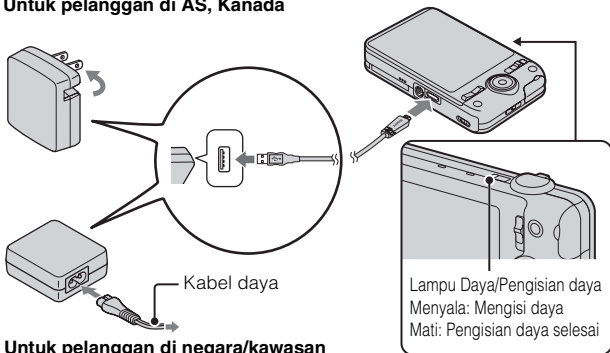 Untuk pelanggan di AS, Kanada
Kabel daya
Lampu Daya/Pengisian daya
Menyala: Mengisi daya
Mati: Pengisian daya selesai
Untuk pelanggan di negara/kawasan